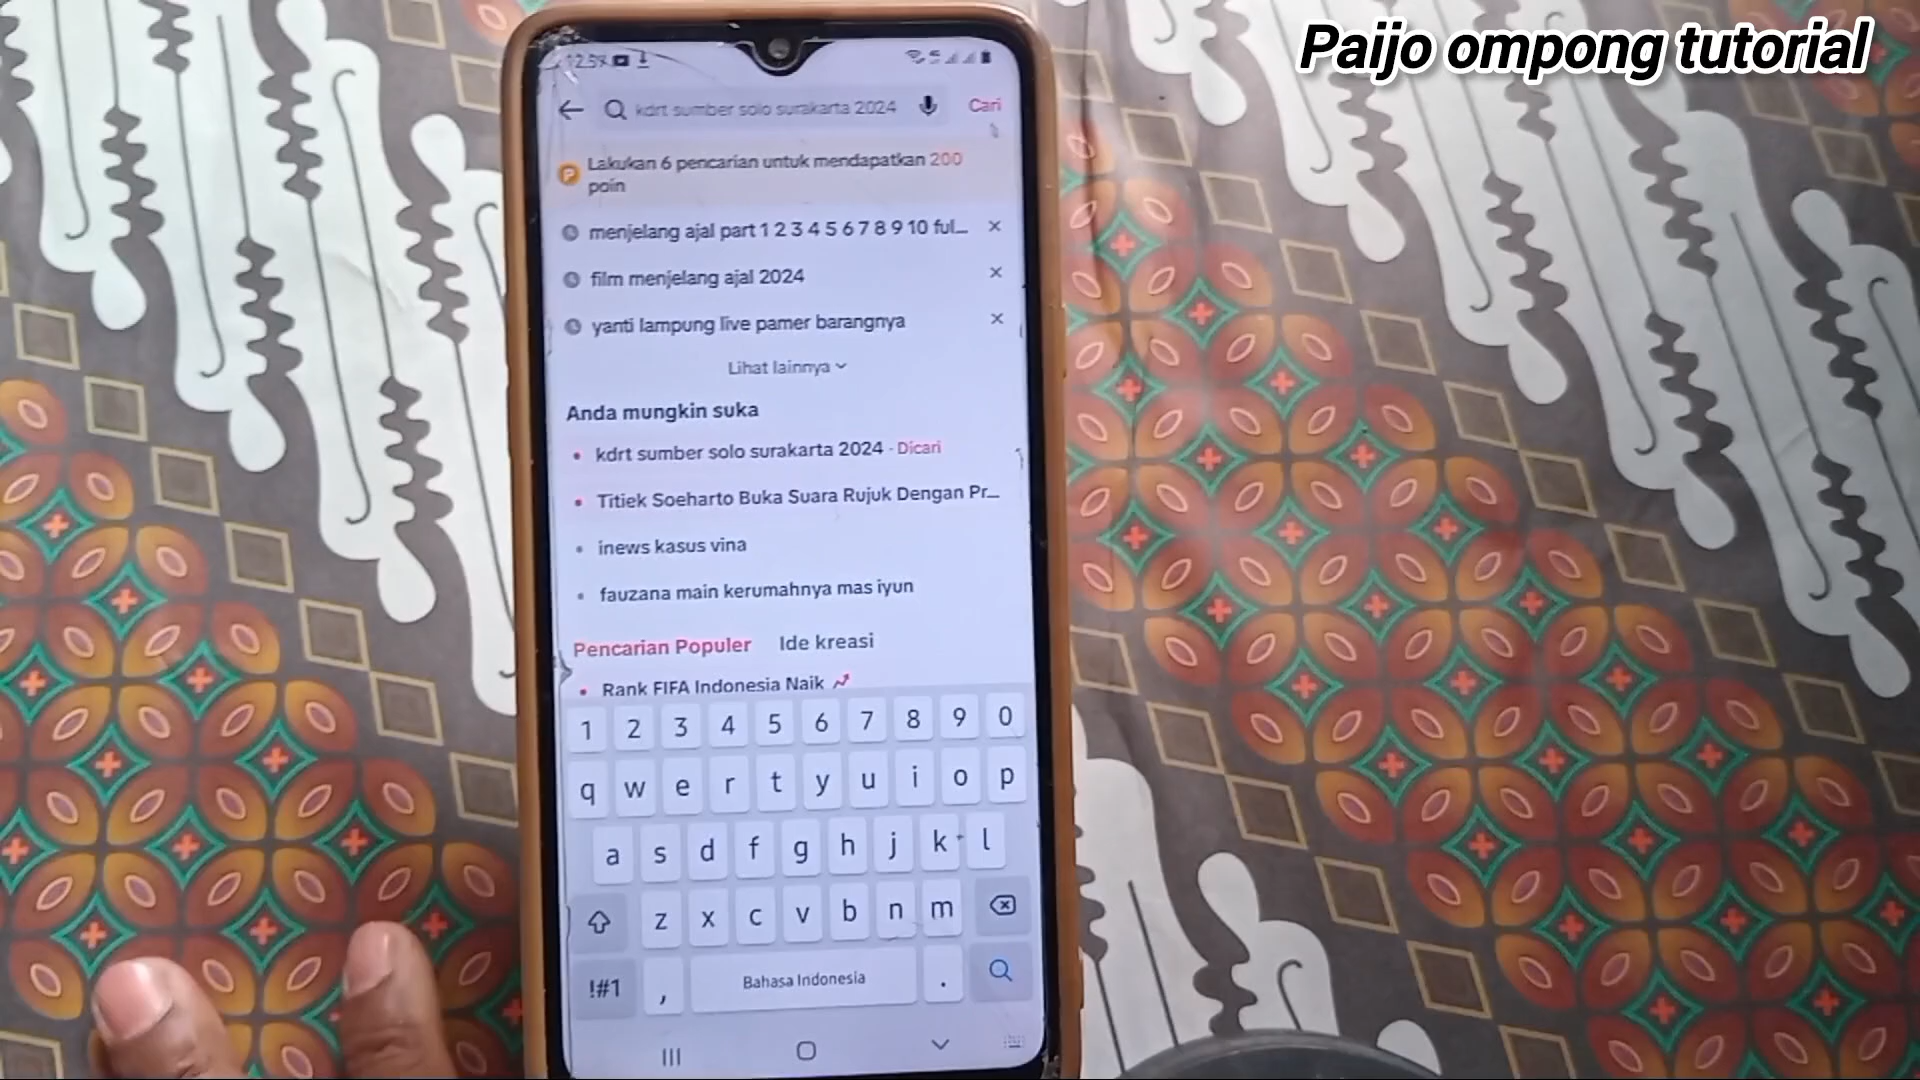 Paijo ompong tutorial
12.59
kdrt sumber solo surakarta 2024
Cari
Lakukan 6 pencarian untuk mendapatkan 200
poin
menjelang ajal part 1 2 3 4 5 6 7 8 9 10 ful...
film menjelang ajal 2024
yanti lampung live pamer barangnya
Lihat lainnya
Anda mungkin suka
kdrt sumber solo surakarta 2024 · Dicari
Titiek Soeharto Buka Suara Rujuk Dengan Pr...
inews kasus vina
fauzana main kerumahnya mas iyun
Pencarian Populer Ide kreasi
Rank FIFA Indonesia Naik
1 2 3 4 5 6 7 8 9 0
q w e r t y u i o p
a s d f g h j k l
z x c v b n m
!#1 , Bahasa Indonesia .